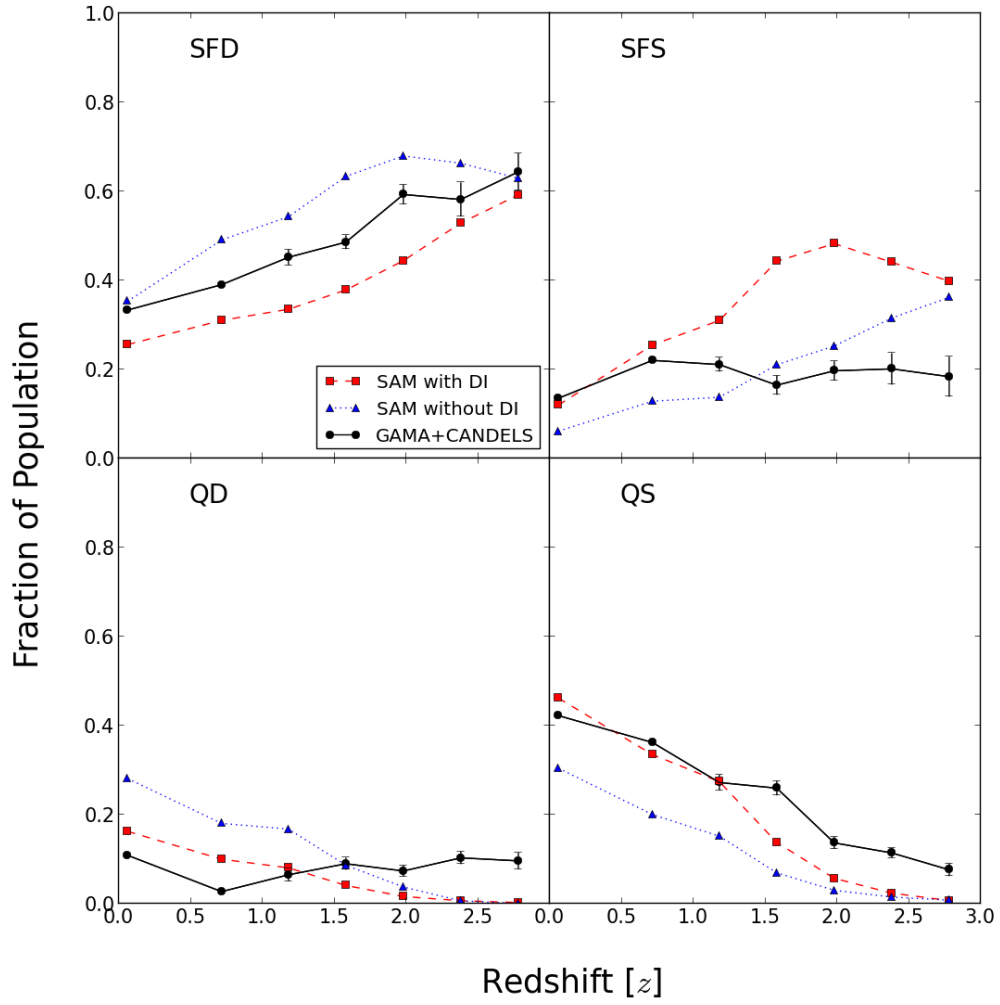 SFD
SFS
1.0
0.8
0.6
0.4
0.2
0.0
SAM with DI
SAM without DI
GAMA+CANDELS
QD
QS
0.8
0.6
0.4
0.2
0.0
0.0 0.5 1.0 1.5 2.0 2.5 0.0 0.5 1.0 1.5 2.0 2.5 3.0
Fraction of Population
Redshift [z]